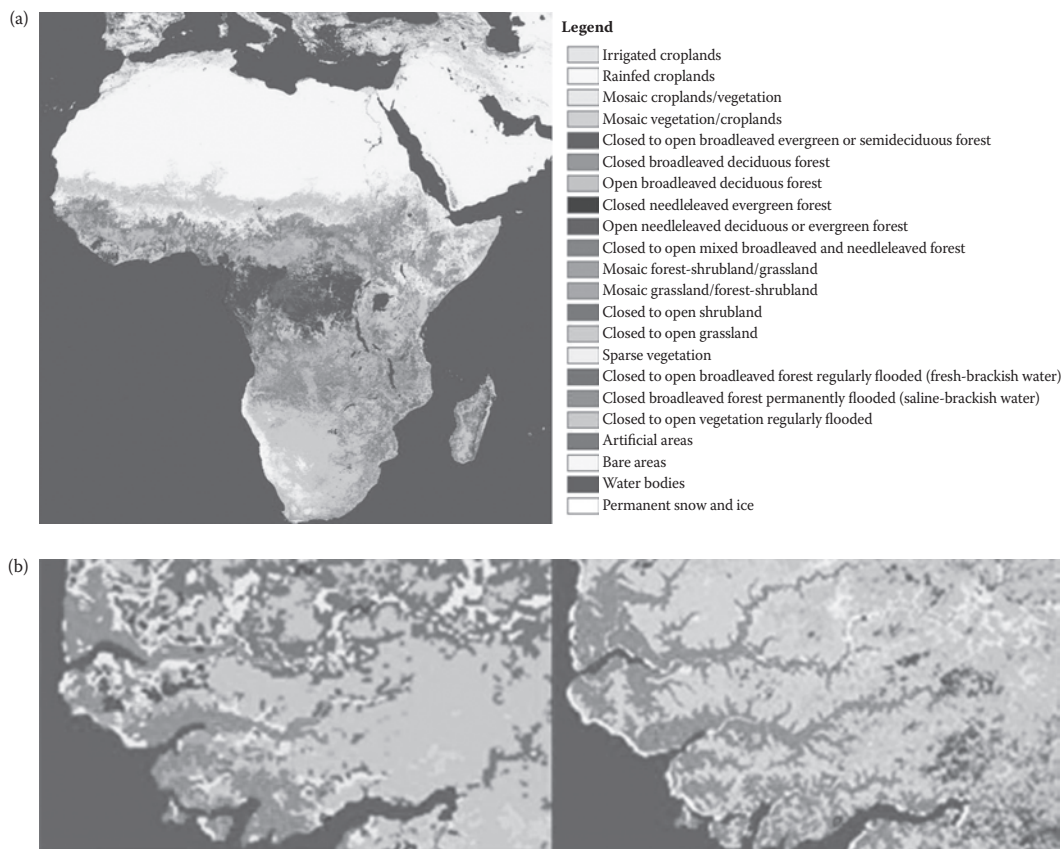 (a)
Legend
Irrigated croplands
Rainfed croplands
Mosaic croplands/vegetation
Mosaic vegetation/croplands
Closed to open broadleaved evergreen or semideciduous forest
Closed broadleaved deciduous forest
Open broadleaved deciduous forest
Closed needleleaved evergreen forest
Open needleleaved deciduous or evergreen forest
Closed to open mixed broadleaved and needleleaved forest
Mosaic forest-shrubland/grassland
Mosaic grassland/forest-shrubland
Closed to open shrubland
Closed to open grassland
Sparse vegetation
Closed to open broadleaved forest regularly flooded (fresh-brackish water)
Closed broadleaved forest permanently flooded (saline-brackish water)
Closed to open vegetation regularly flooded
Artificial areas
Bare areas
Water bodies
Permanent snow and ice
(b)